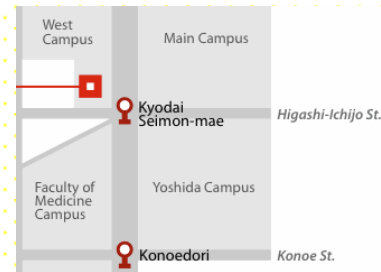 West
Campus
Main Campus
Kyodai
Seimon-mae
Higashi-Ichijo St.
Faculty of
Medicine
Campus
Yoshida Campus
Konoedori
Konoe St.